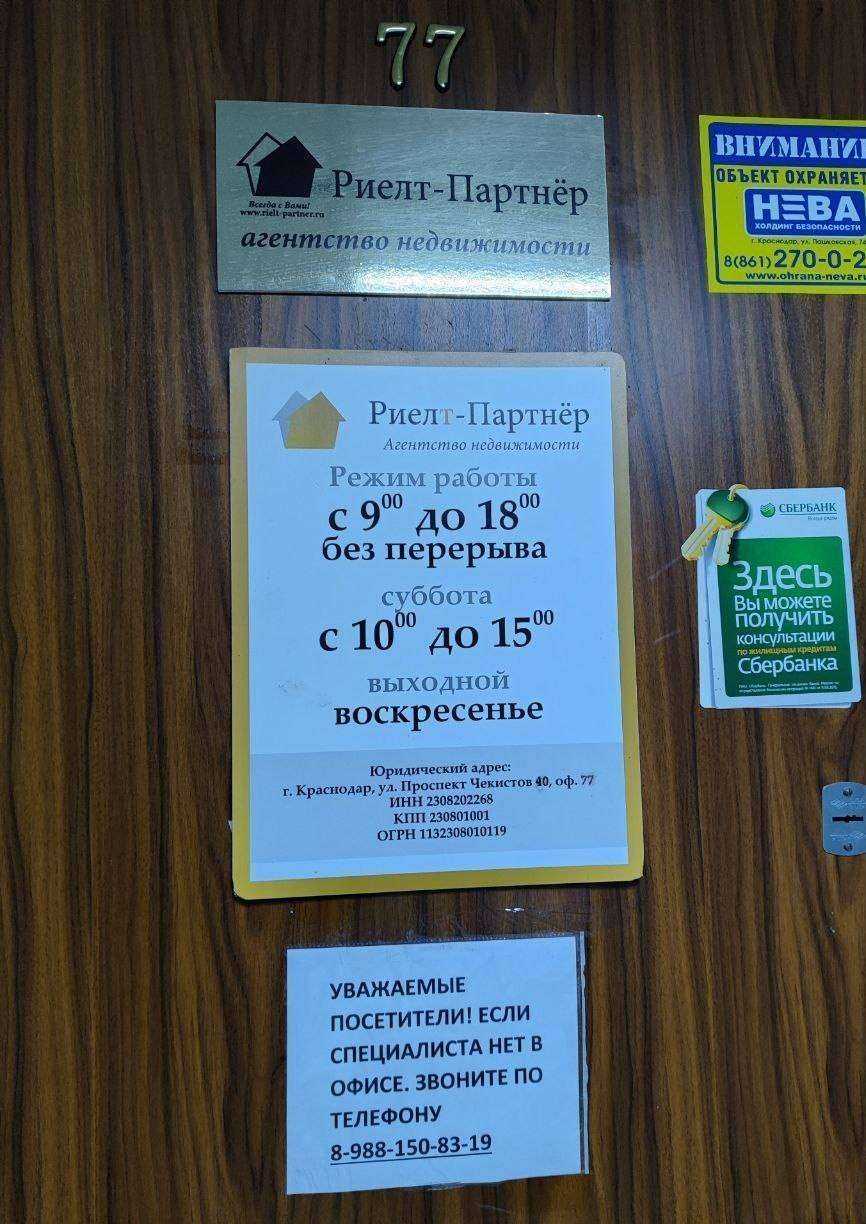 77
Всегда с Вами!
www.rielt-partner.ru
Риелт-Партнёр
агентство недвижимости
ВНИМАНИ
ОБЪЕКТ ОХРАНЯЕТ
НЕВА
ХОЛДИНГ БЕЗОПАСНОСТИ
г. Краснодар, ул. Пашковская,
8(861)270-0-2
www.ohrana-neva.ru
Риелт-Партнёр
Агентство недвижимости
Режим работы
с 9⁰⁰ до 18⁰⁰
без перерыва
суббота
с 10⁰⁰ до 15⁰⁰
выходной
воскресенье
Юридический адрес:
г. Краснодар, ул. Проспект Чекистов 40, оф. 77
ИНН 2308202268
КПП 230801001
ОГРН 1132308010119
СБЕРБАНК
Всегда рядом
Здесь
Вы можете
получить
консультации
по жилищным кредитам
Сбербанка
УВАЖАЕМЫЕ
ПОСЕТИТЕЛИ! ЕСЛИ
СПЕЦИАЛИСТА НЕТ В
ОФИСЕ. ЗВОНИТЕ ПО
ТЕЛЕФОНУ
8-988-150-83-19